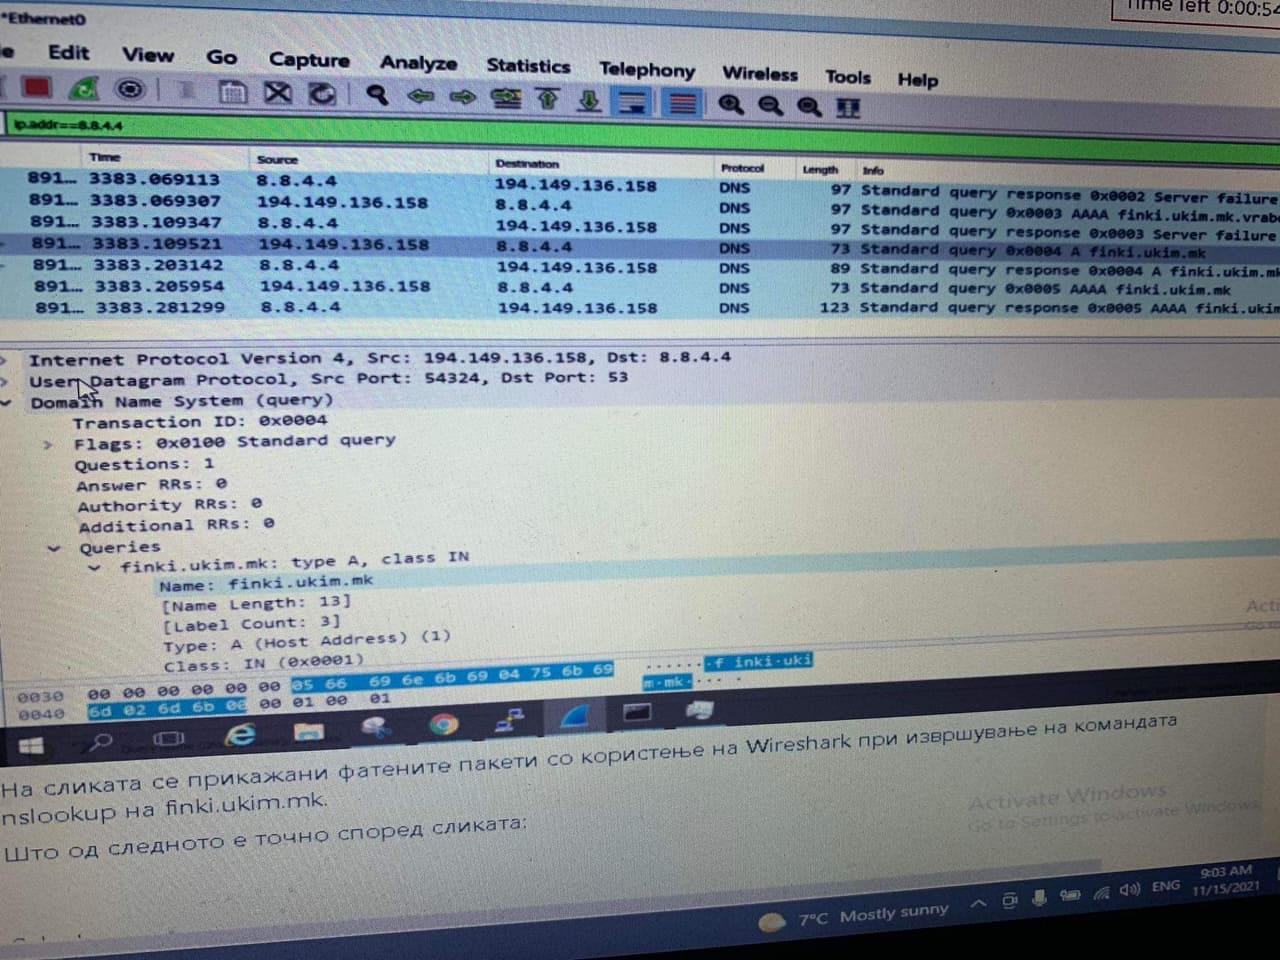 Time left 0:00:54
*Ethernet0
Edit View Go Capture Analyze Statistics Telephony Wireless Tools Help
ip.addr==8.8.4.4
Time Source Destination Protocol Length Info
891... 3383.069113 8.8.4.4 194.149.136.158 DNS 97 Standard query response 0x0002 Server failure
891... 3383.069307 194.149.136.158 8.8.4.4 DNS 97 Standard query 0x0003 AAAA finki.ukim.mk.vrabo
891... 3383.109347 8.8.4.4 194.149.136.158 DNS 97 Standard query response 0x0003 Server failure
891... 3383.109521 194.149.136.158 8.8.4.4 DNS 73 Standard query 0x0004 A finki.ukim.mk
891... 3383.203142 8.8.4.4 194.149.136.158 DNS 89 Standard query response 0x0004 A finki.ukim.mk
891... 3383.205954 194.149.136.158 8.8.4.4 DNS 73 Standard query 0x0005 AAAA finki.ukim.mk
891... 3383.281299 8.8.4.4 194.149.136.158 DNS 123 Standard query response 0x0005 AAAA finki.ukim
Internet Protocol Version 4, Src: 194.149.136.158, Dst: 8.8.4.4
User Datagram Protocol, Src Port: 54324, Dst Port: 53
Domain Name System (query)
Transaction ID: 0x0004
Flags: 0x0100 Standard query
Questions: 1
Answer RRs: 0
Authority RRs: 0
Additional RRs: 0
Queries
finki.ukim.mk: type A, class IN
Name: finki.ukim.mk
[Name Length: 13]
[Label Count: 3]
Type: A (Host Address) (1)
Class: IN (0x0001)
0030 00 00 00 00 00 00 05 66 69 6e 6b 69 04 75 6b 69 .......f inki.uki
0040 6d 02 6d 6b 00 00 01 00 01 m.mk.... .
На сликата се прикажани фатените пакети со користење на Wireshark при извршување на командата
nslookup на finki.ukim.mk.
Што од следното е точно според сликата:
Activate Windows
Go to Settings to activate Windows.
7°C Mostly sunny
ENG
9:03 AM
11/15/2021